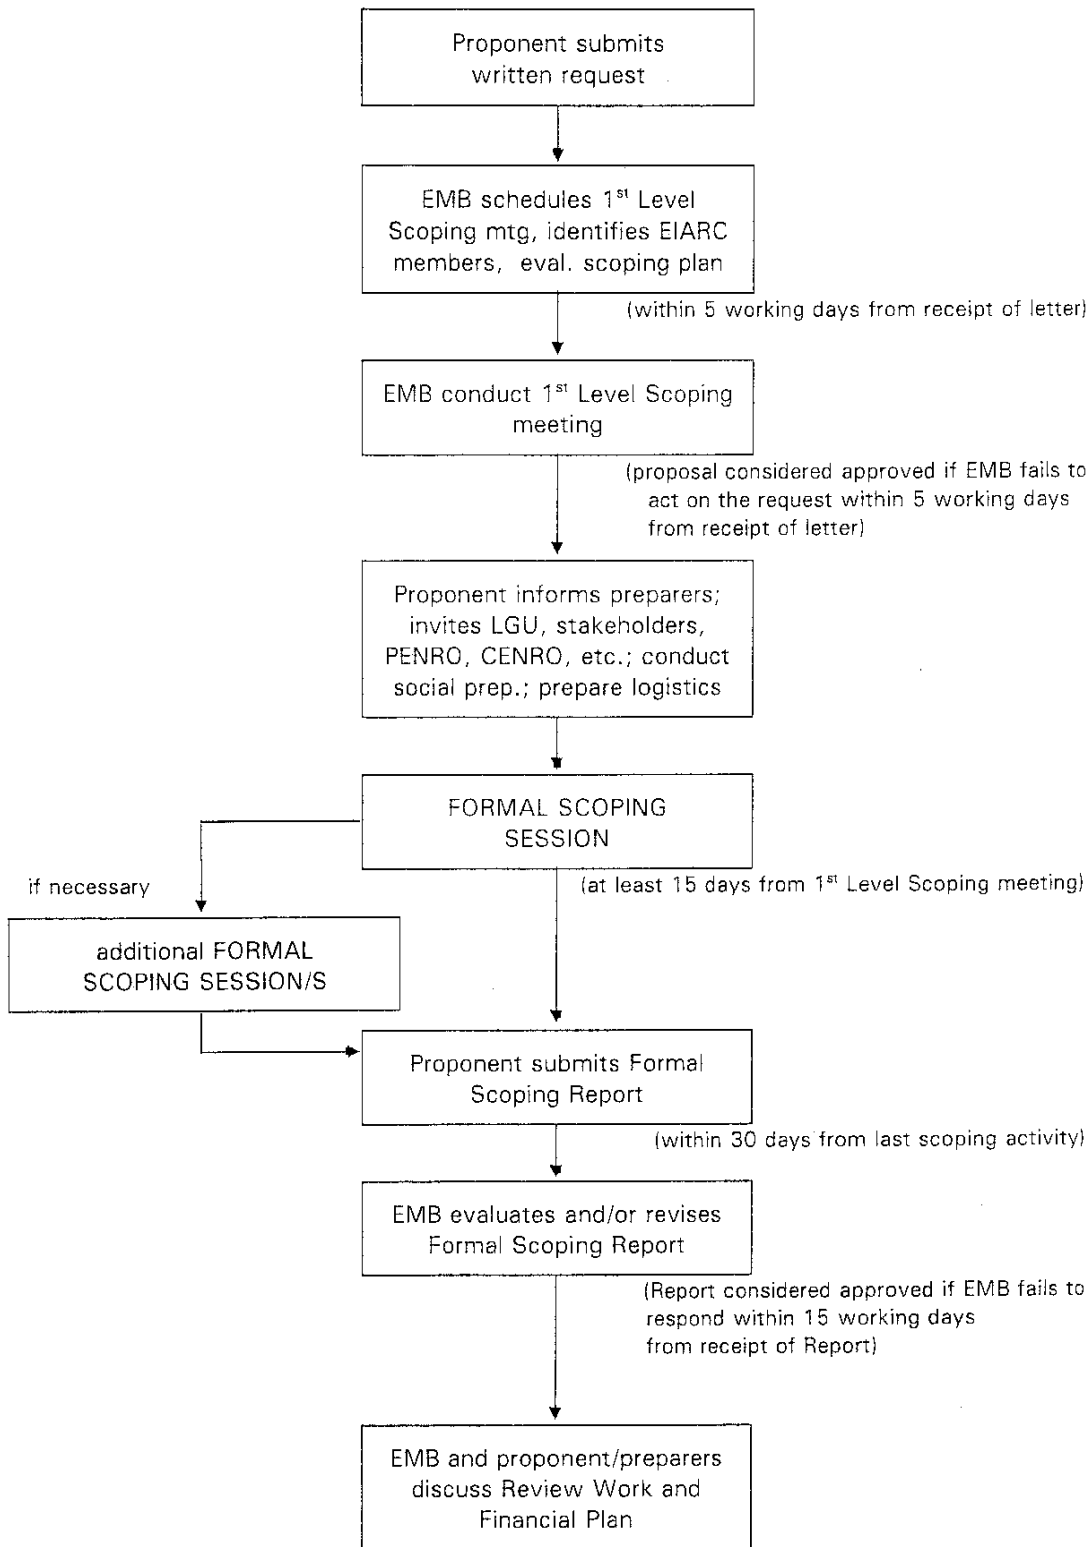 Proponent submits
written request
EMB schedules 1st Level
Scoping mtg, identifies EIARC
members, eval. scoping plan
(within 5 working days from receipt of letter)
EMB conduct 1st Level Scoping
meeting
(proposal considered approved if EMB fails to
act on the request within 5 working days
from receipt of letter)
Proponent informs preparers;
invites LGU, stakeholders,
PENRO, CENRO, etc.; conduct
social prep.; prepare logistics
FORMAL SCOPING
SESSION
if necessary
(at least 15 days from 1st Level Scoping meeting)
additional FORMAL
SCOPING SESSION/S
Proponent submits Formal
Scoping Report
(within 30 days from last scoping activity)
EMB evaluates and/or revises
Formal Scoping Report
(Report considered approved if EMB fails to
respond within 15 working days
from receipt of Report)
EMB and proponent/preparers
discuss Review Work and
Financial Plan